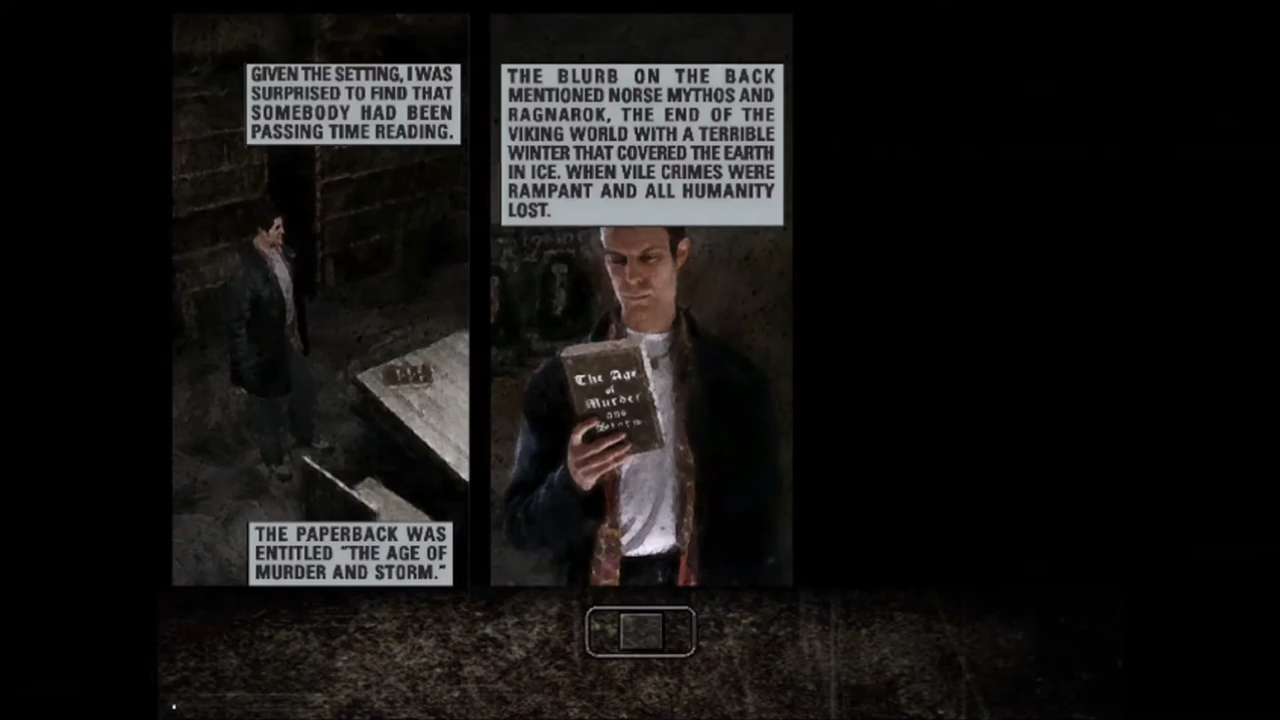 GIVEN THE SETTING, I WAS
SURPRISED TO FIND THAT
SOMEBODY HAD BEEN
PASSING TIME READING.
THE PAPERBACK WAS
ENTITLED "THE AGE OF
MURDER AND STORM."
THE BLURB ON THE BACK
MENTIONED NORSE MYTHOS AND
RAGNAROK, THE END OF THE
VIKING WORLD WITH A TERRIBLE
WINTER THAT COVERED THE EARTH
IN ICE. WHEN VILE CRIMES WERE
RAMPANT AND ALL HUMANITY
LOST.
The Age
of
Murder
and
Storm